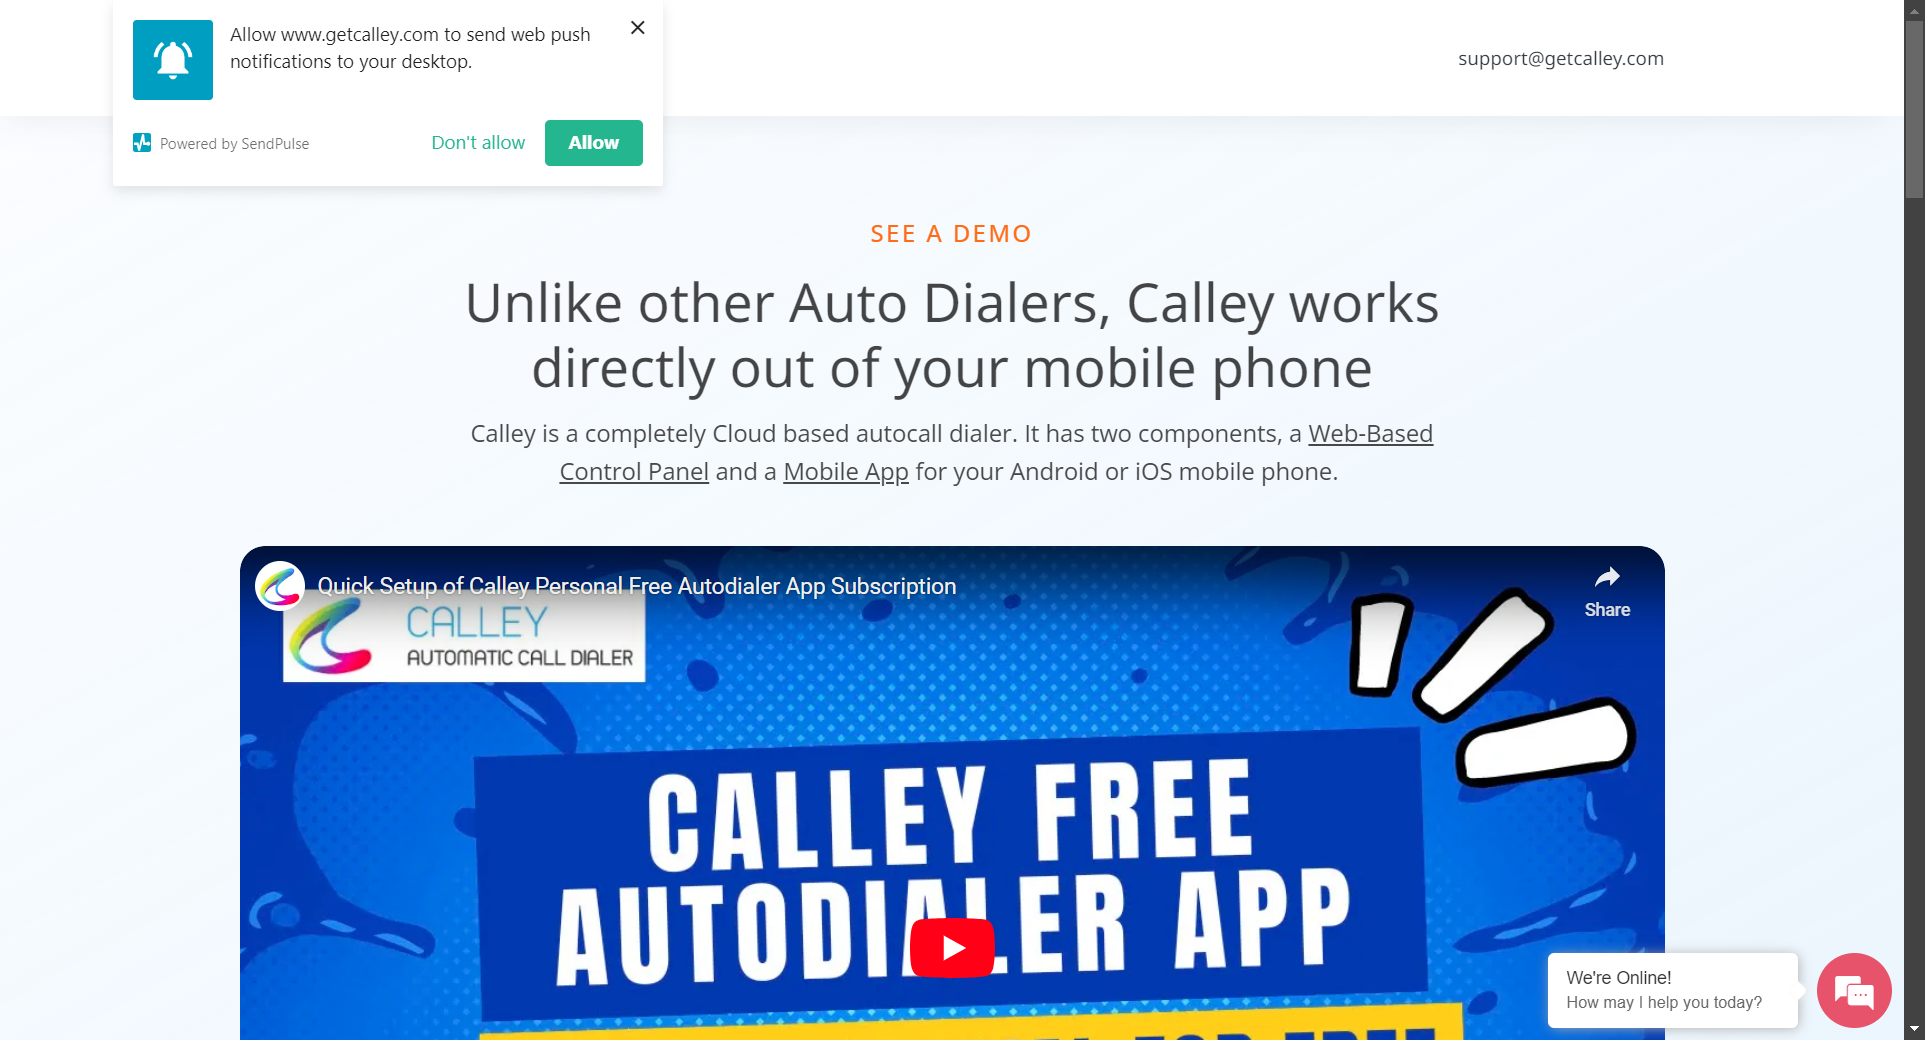 Allow www.getcalley.com to send web push
notifications to your desktop.
Powered by SendPulse
Don't allow
Allow
support@getcalley.com
SEE A DEMO
Unlike other Auto Dialers, Calley works
directly out of your mobile phone
Calley is a completely Cloud based autocall dialer. It has two components, a Web-Based
Control Panel and a Mobile App for your Android or iOS mobile phone.
Quick Setup of Calley Personal Free Autodialer App Subscription
Share
CALLEY
AUTOMATIC CALL DIALER
CALLEY FREE
AUTODIALER APP
FOR FREE
We're Online!
How may I help you today?